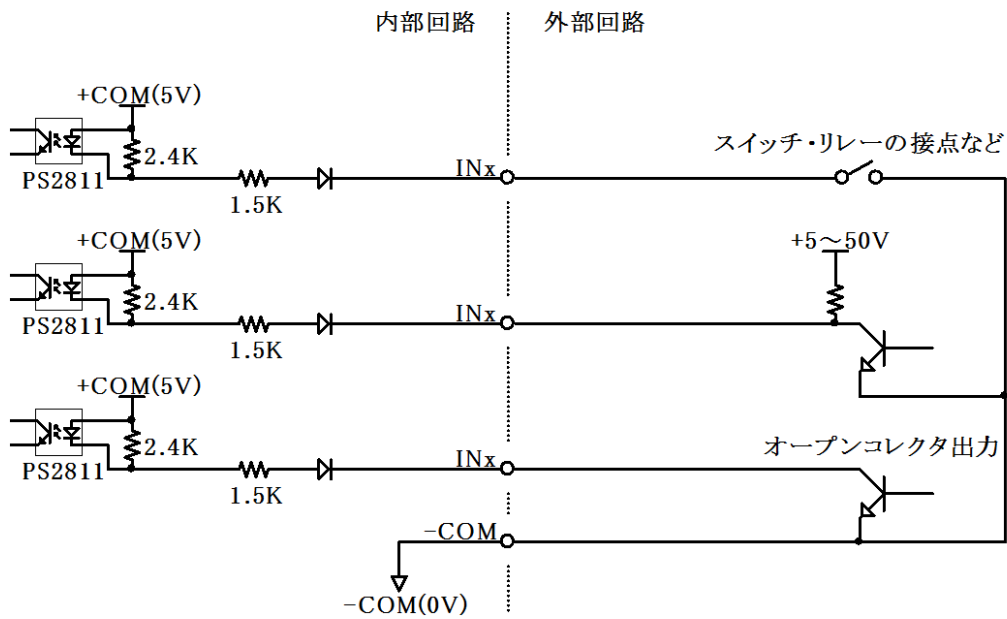 内部回路
外部回路
+COM(5V)
2.4K
PS2811
1.5K
INx
スイッチ・リレーの接点など
+COM(5V)
+5～50V
2.4K
PS2811
1.5K
INx
+COM(5V)
2.4K
PS2811
1.5K
INx
オープンコレクタ出力
−COM
−COM(0V)